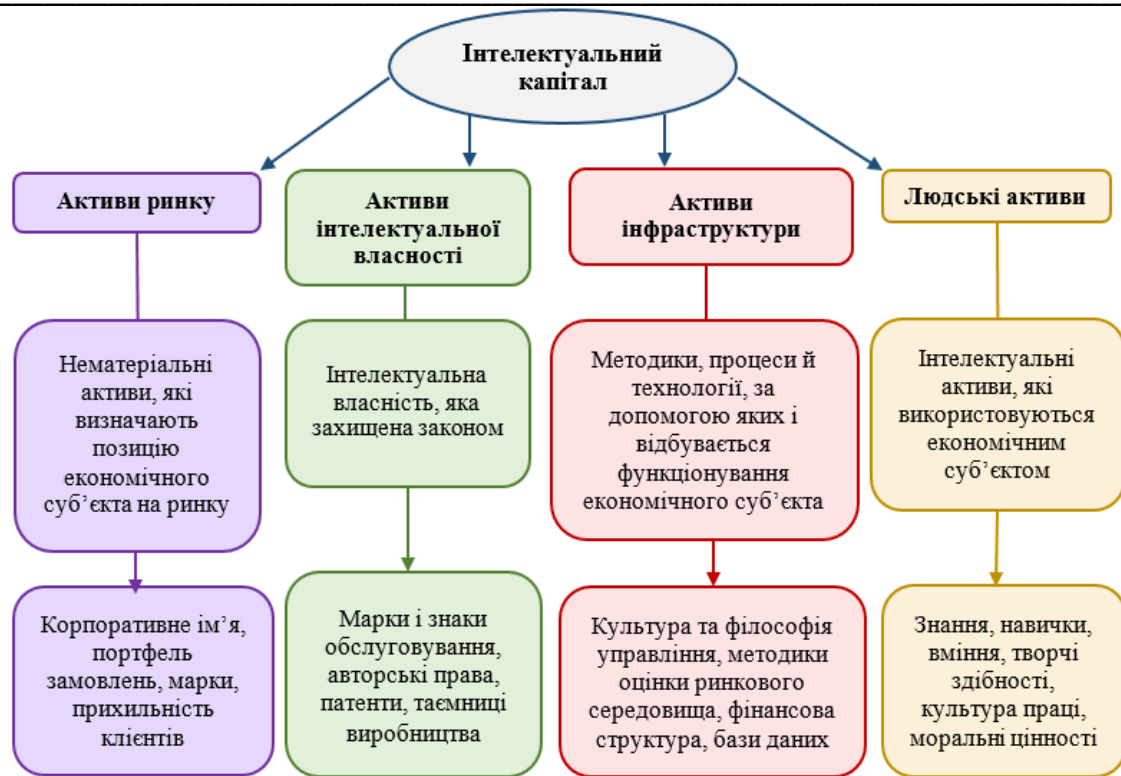 Інтелектуальний
капітал
Активи ринку
Активи
інтелектуальної
власності
Активи
інфраструктури
Людські активи
Нематеріальні
активи, які
визначають
позицію
економічного
суб’єкта на ринку
Інтелектуальна
власність, яка
захищена законом
Методики, процеси й
технології, за
допомогою яких і
відбувається
функціонування
економічного суб’єкта
Інтелектуальні
активи, які
використовуються
економічним
суб’єктом
Корпоративне ім’я,
портфель
замовлень, марки,
прихильність
клієнтів
Марки і знаки
обслуговування,
авторські права,
патенти, таємниці
виробництва
Культура та філософія
управління, методики
оцінки ринкового
середовища, фінансова
структура, бази даних
Знання, навички,
вміння, творчі
здібності,
культура праці,
моральні цінності